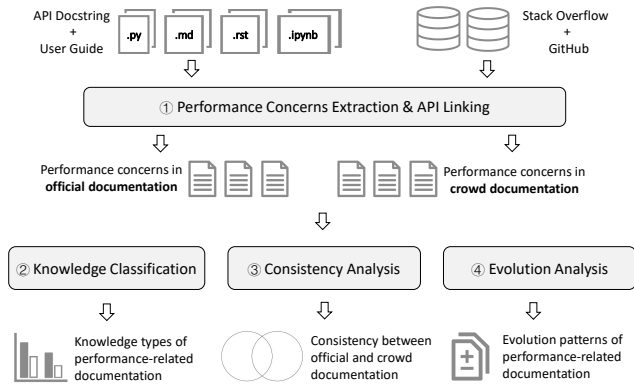 API Docstring
+
User Guide
.py
.md
.rst
.ipynb
Stack Overflow
+
GitHub
① Performance Concerns Extraction & API Linking
Performance concerns in
official documentation
Performance concerns in
crowd documentation
② Knowledge Classification
③ Consistency Analysis
④ Evolution Analysis
Knowledge types of
performance-related
documentation
Consistency between
official and crowd
documentation
Evolution patterns of
performance-related
documentation